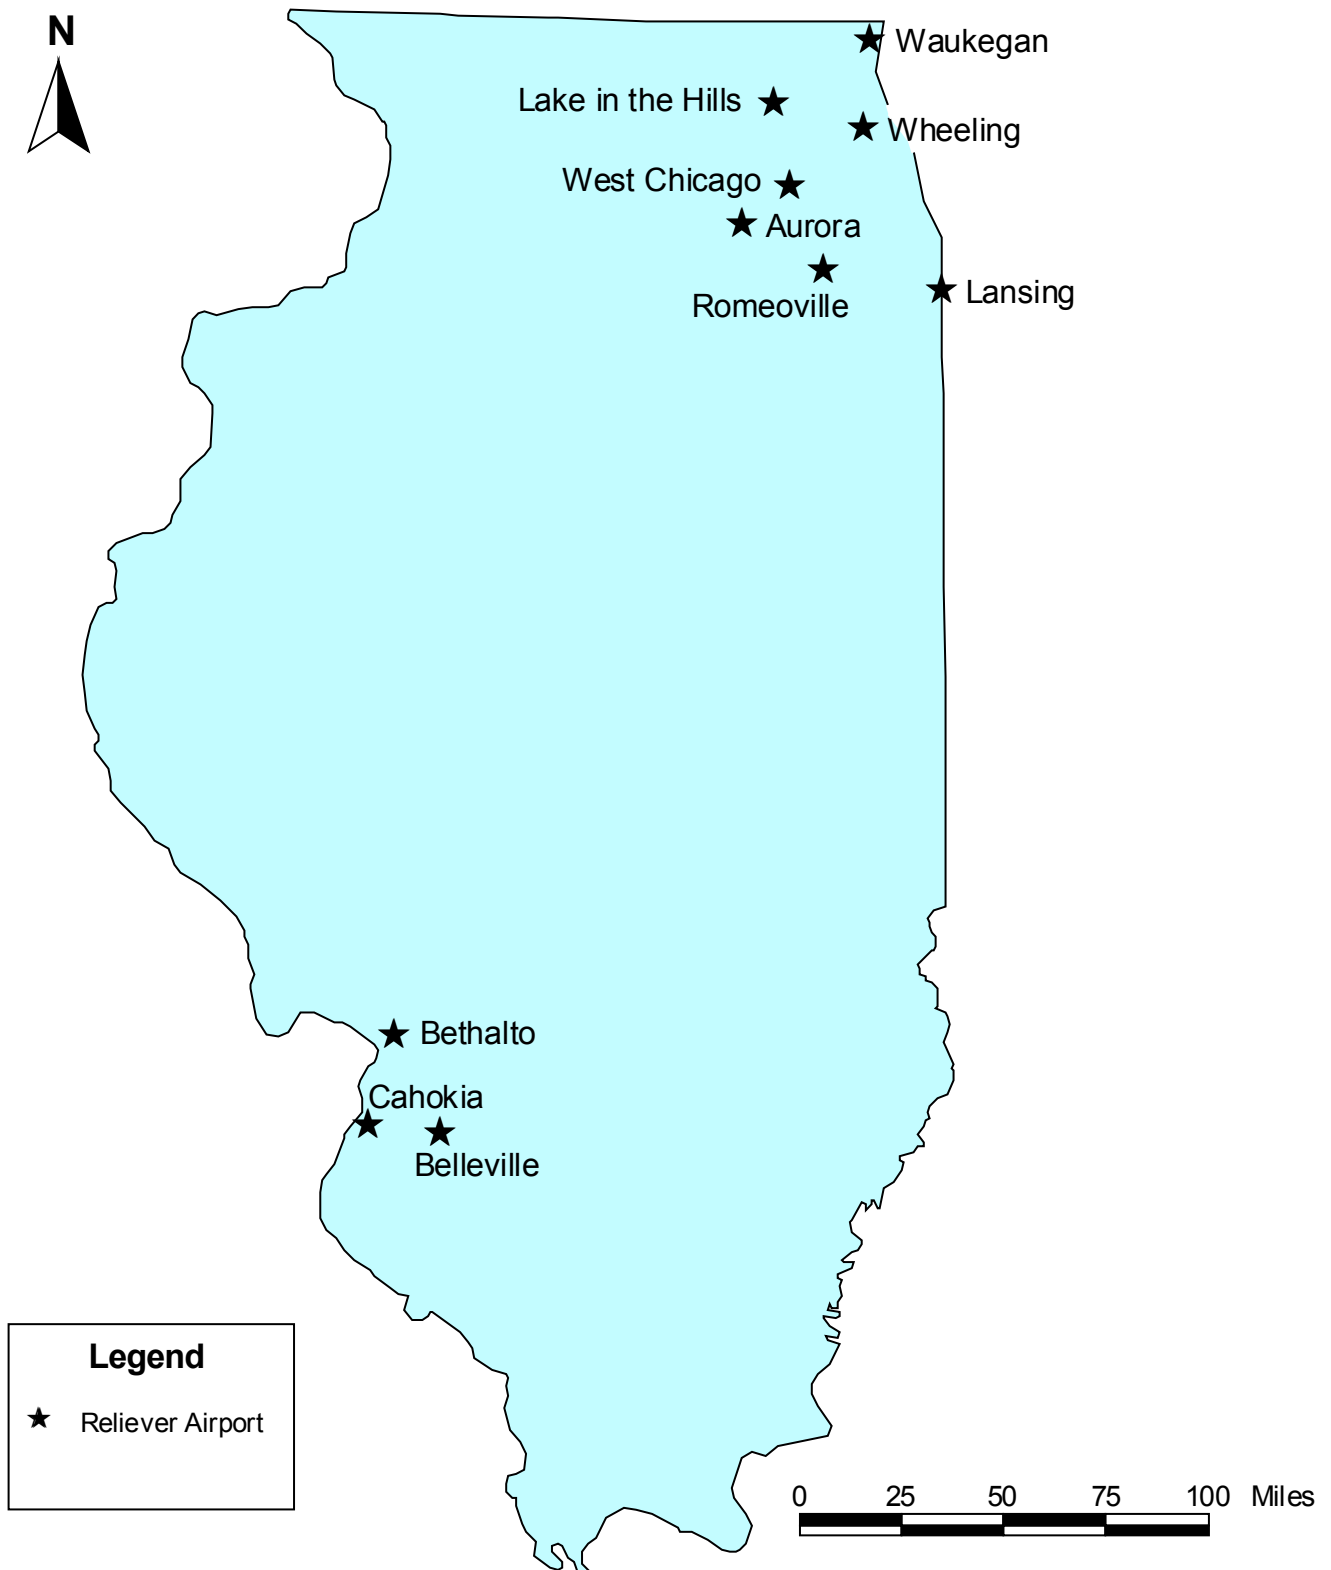 N
Waukegan
Lake in the Hills
Wheeling
West Chicago
Aurora
Romeoville
Lansing
Bethalto
Cahokia
Belleville
Legend
Reliever Airport
0 25 50 75 100 Miles